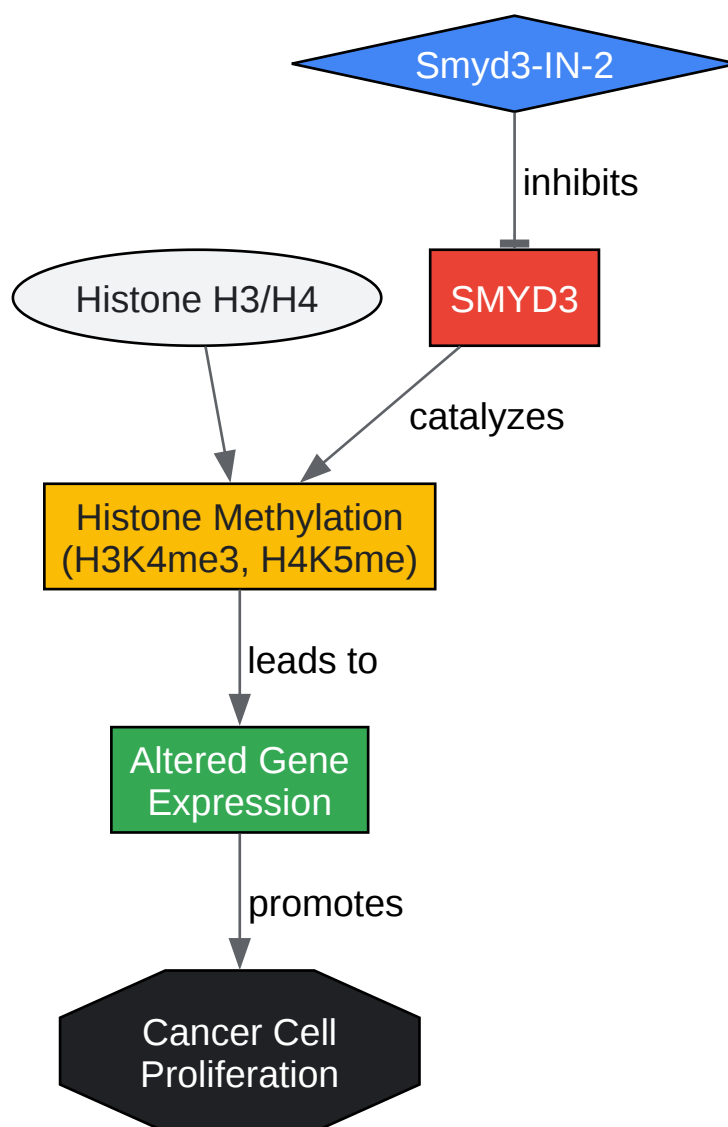 Smyd3-IN-2
inhibits
Histone H3/H4
SMYD3
catalyzes
Histone Methylation
(H3K4me3, H4K5me)
leads to
Altered Gene
Expression
promotes
Cancer Cell
Proliferation